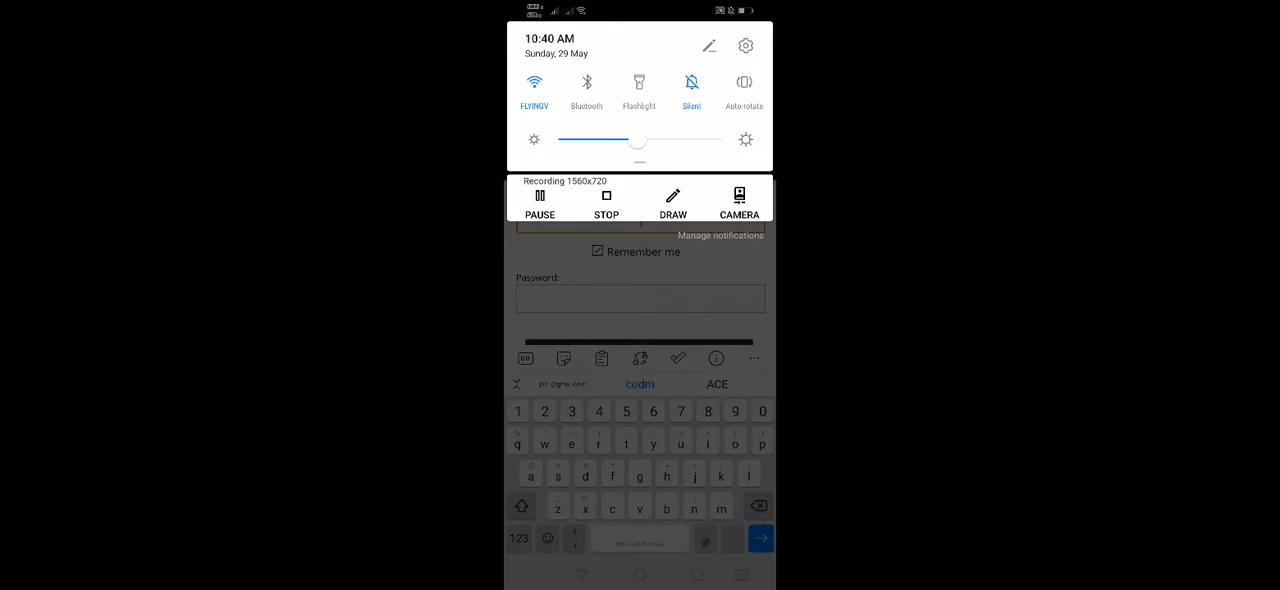 10:40 AM
Sunday, 29 May
FLYINGV Bluetooth Flashlight Silent Auto-rotate
Recording 1560x720
PAUSE STOP DRAW CAMERA
Manage notifications
Remember me
Password:
codm ACE
1 2 3 4 5 6 7 8 9 0
q w e r t y u i o p
a s d f g h j k l
z x c v b n m
123 @